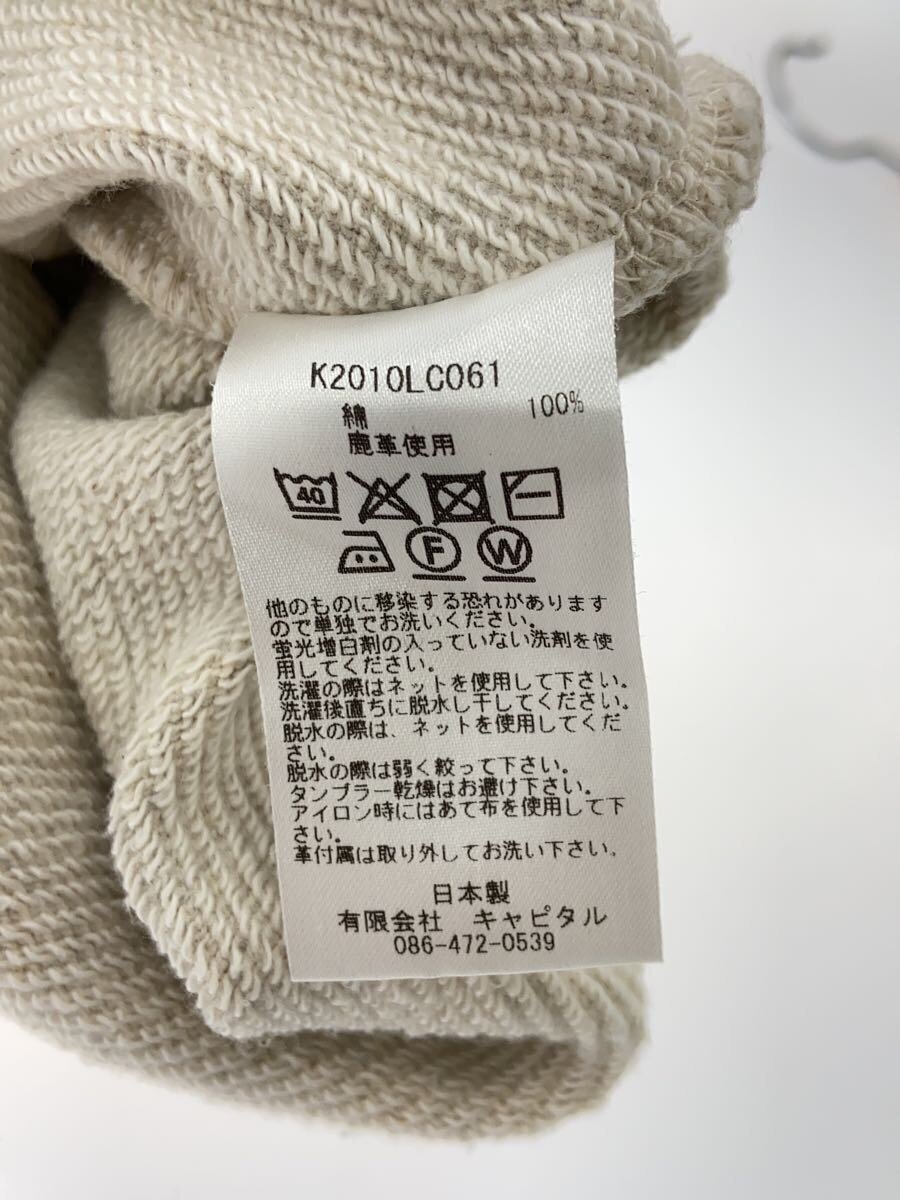 K2010LC061
綿 100%
鹿革使用
40
F W
他のものに移染する恐れがあります
ので単独でお洗いください。
蛍光増白剤の入っていない洗剤を使
用してください。
洗濯の際はネットを使用して下さい。
洗濯後直ちに脱水し干してください。
脱水の際は、ネットを使用してくだ
さい。
脱水の際は弱く絞って下さい。
タンブラー乾燥はお避け下さい。
アイロン時にはあて布を使用して下
さい。
革付属は取り外してお洗い下さい。
日本製
有限会社 キャピタル
086-472-0539